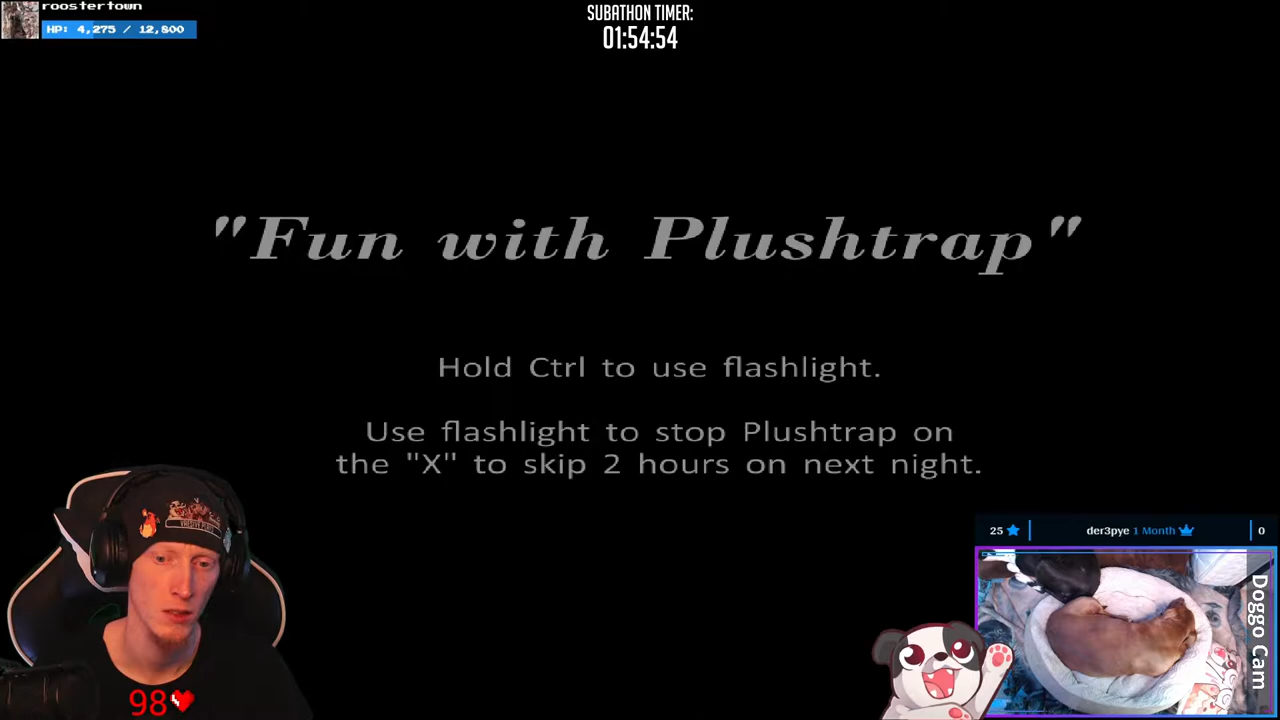 roostertown
HP: 4,275 / 12,800
SUBATHON TIMER:
01:54:54
"Fun with Plushtrap"
Hold Ctrl to use flashlight.
Use flashlight to stop Plushtrap on
the "X" to skip 2 hours on next night.
25
der3pye 1 Month
0
Doggo Cam
98